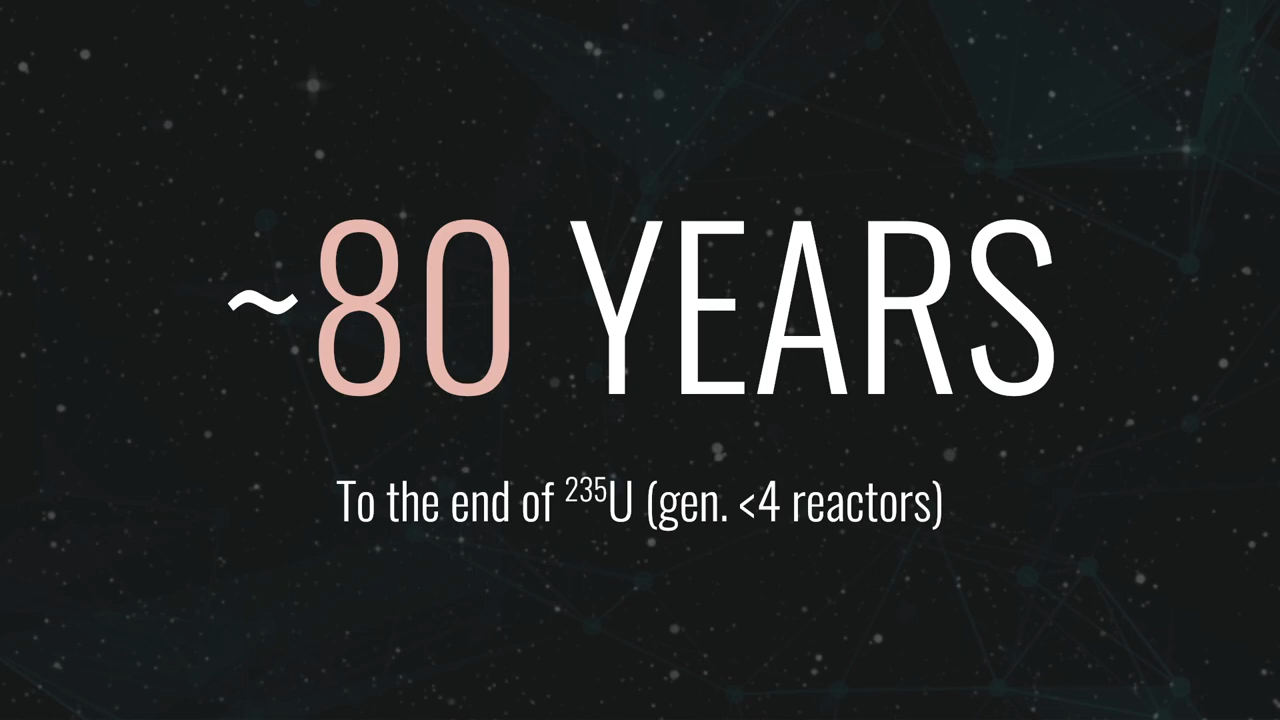 ~80 YEARS
To the end of ²³⁵U (gen. <4 reactors)